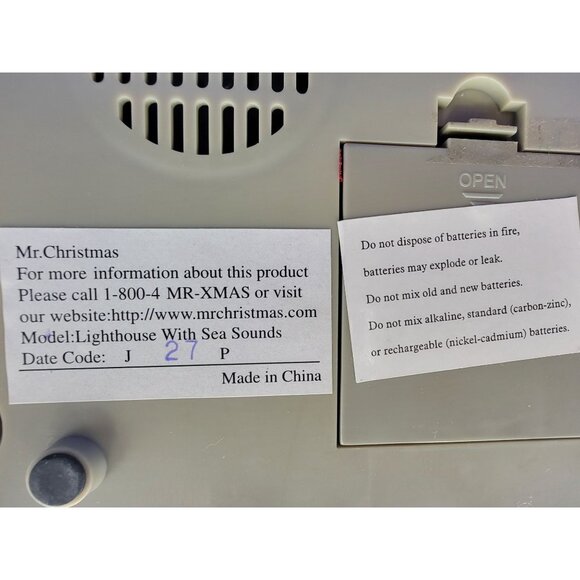 OPEN
Mr.Christmas
For more information about this product
Please call 1-800-4 MR-XMAS or visit
our website:http://www.mrchristmas.com
Model:Lighthouse With Sea Sounds
Date Code: J 27 P
Made in China
Do not dispose of batteries in fire,
batteries may explode or leak.
Do not mix old and new batteries.
Do not mix alkaline, standard (carbon-zinc),
or rechargeable (nickel-cadmium) batteries.